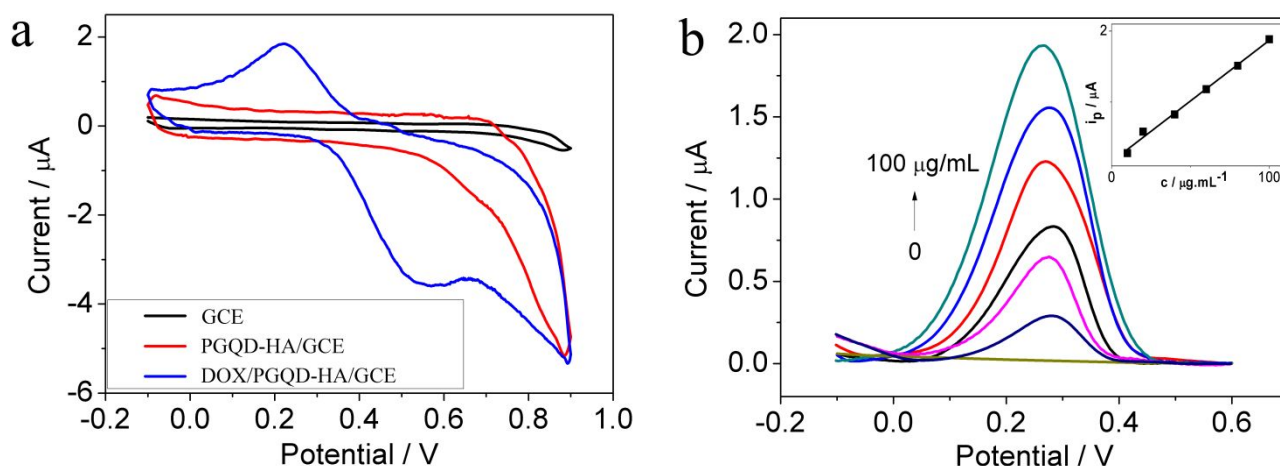 a
2
0
-2
-4
-6
Current / μA
-0.2
0.0
0.2
0.4
0.6
0.8
1.0
Potential / V
GCE
PGQD-HA/GCE
DOX/PGQD-HA/GCE
b
2.0
1.5
1.0
0.5
0.0
Current / μA
-0.2
0.0
0.2
0.4
0.6
Potential / V
100 μg/mL
0
2
ip / μA
0
100
c / μg.mL-1